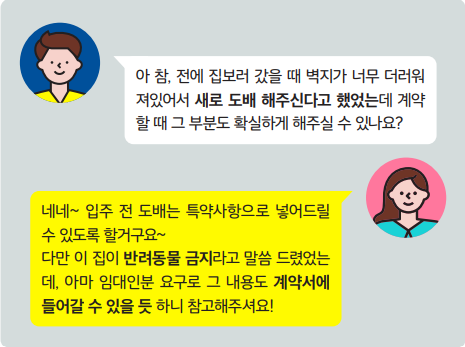 아 참, 전에 집보러 갔을 때 벽지가 너무 더러워
져있어서 새로 도배 해주신다고 했었는데 계약
할 때 그 부분도 확실하게 해주실 수 있나요?
네네~ 입주 전 도배는 특약사항으로 넣어드릴
수 있도록 할거구요~
다만 이 집이 반려동물 금지라고 말씀 드렸었는
데, 아마 임대인분 요구로 그 내용도 계약서에
들어갈 수 있을 듯 하니 참고해주셔요!